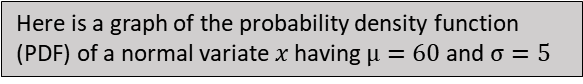 Here is a graph of the probability density function
(PDF) of a normal variate 𝑥 having μ = 60 and σ = 5